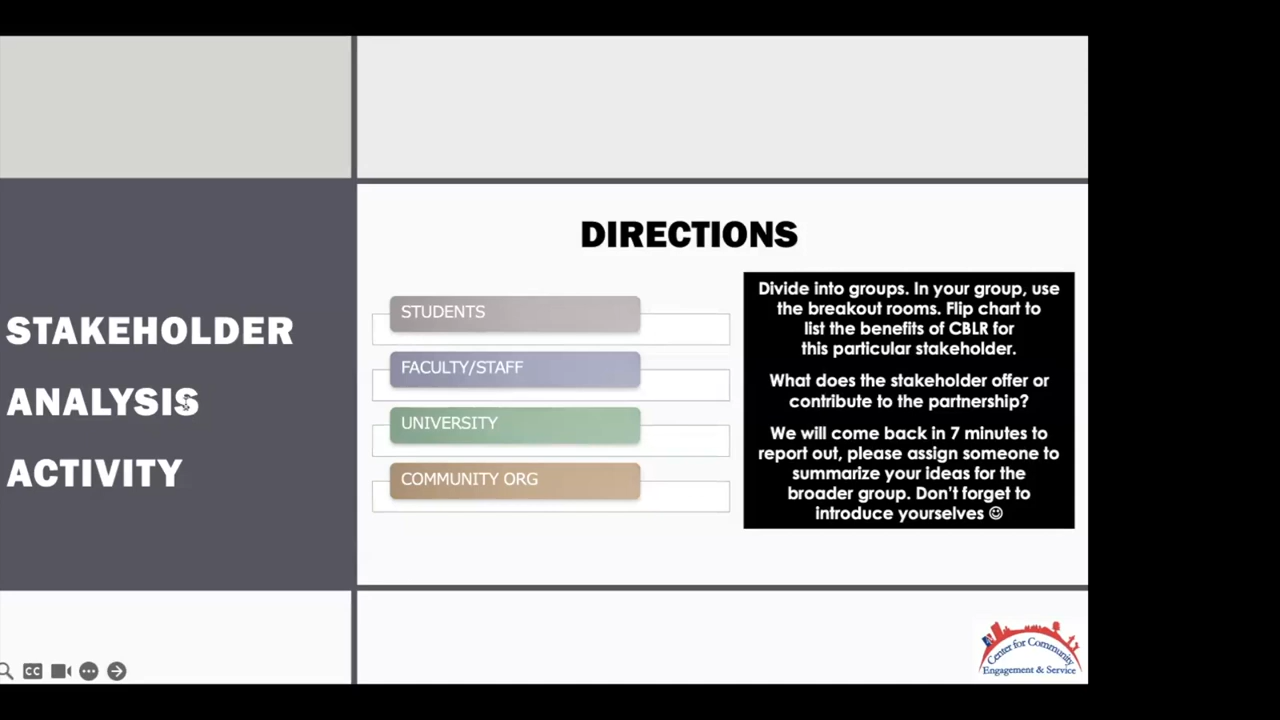 STAKEHOLDER
ANALYSIS
ACTIVITY
DIRECTIONS
STUDENTS
FACULTY/STAFF
UNIVERSITY
COMMUNITY ORG
Divide into groups. In your group, use
the breakout rooms. Flip chart to
list the benefits of CBLR for
this particular stakeholder.
What does the stakeholder offer or
contribute to the partnership?
We will come back in 7 minutes to
report out, please assign someone to
summarize your ideas for the
broader group. Don't forget to
introduce yourselves ☺
CC
Center for Community
Engagement & Service